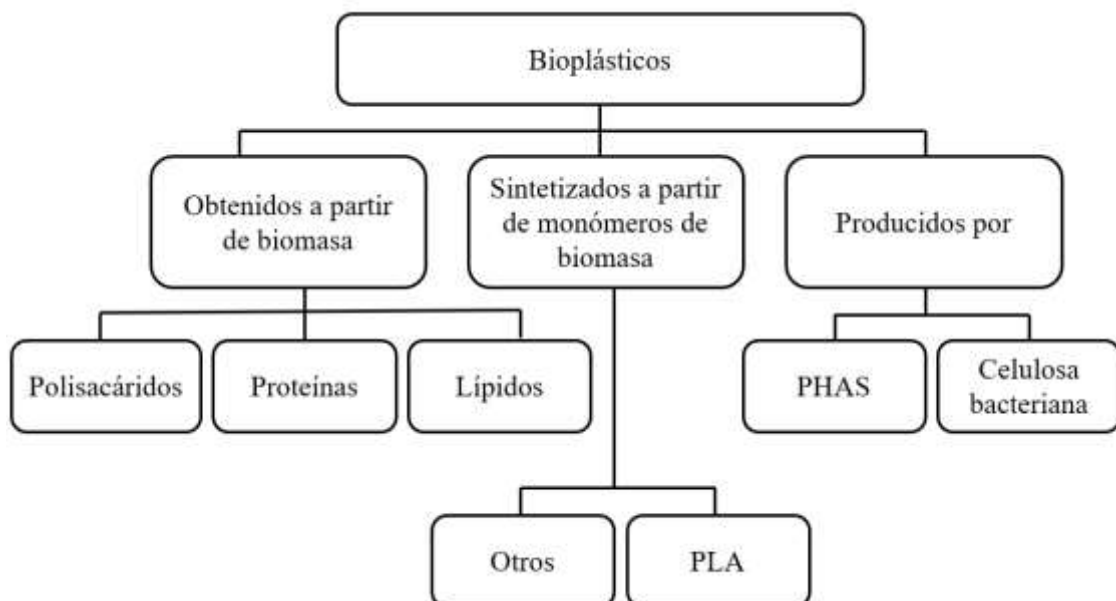 Bioplásticos
Obtenidos a partir
de biomasa
Sintetizados a partir
de monómeros de
biomasa
Producidos por
Polisacáridos
Proteínas
Lípidos
PHAS
Celulosa
bacteriana
Otros
PLA